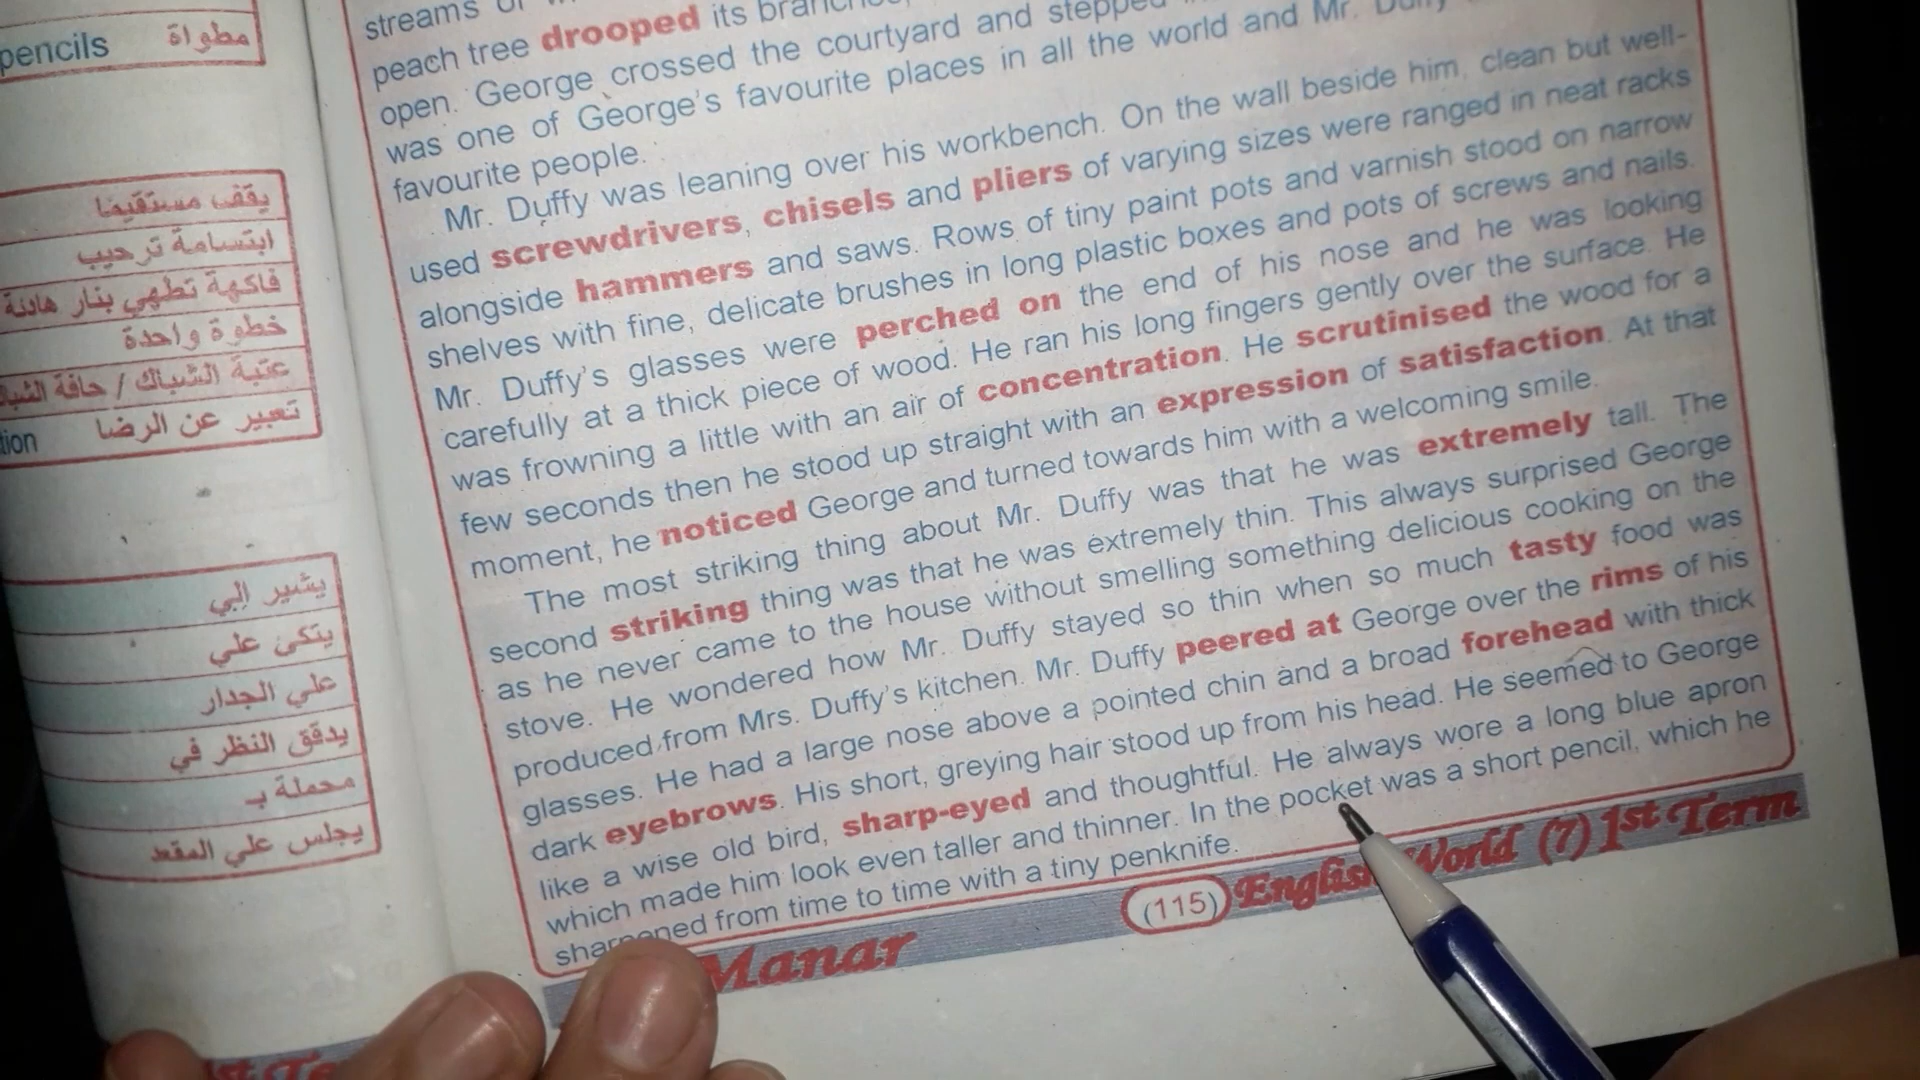 pencils مطواة
يقف مستقيما
ابتسامة ترحيب
فاكهة تطهي بنار هادئة
خطوة واحدة
عتبة الشباك / حافة
tion تعبير عن الرضا
يشير إلي
يتكئ علي
علي الجدار
يدقق النظر في
محملة بـ
يجلس علي المقعد
streams
peach tree drooped its
open. George crossed the courtyard and stepped
was one of George's favourite places in all the world and Mr. Duffy
favourite people.
Mr. Duffy was leaning over his workbench. On the wall beside him, clean but well-
used screwdrivers, chisels and pliers of varying sizes were ranged in neat racks
alongside hammers and saws. Rows of tiny paint pots and varnish stood on narrow
shelves with fine, delicate brushes in long plastic boxes and pots of screws and nails.
Mr. Duffy's glasses were perched on the end of his nose and he was looking
carefully at a thick piece of wood. He ran his long fingers gently over the surface. He
was frowning a little with an air of concentration. He scrutinised the wood for a
few seconds then he stood up straight with an expression of satisfaction. At that
moment, he noticed George and turned towards him with a welcoming smile.
The most striking thing about Mr. Duffy was that he was extremely tall. The
second striking thing was that he was extremely thin. This always surprised George
as he never came to the house without smelling something delicious cooking on the
stove. He wondered how Mr. Duffy stayed so thin when so much tasty food was
produced from Mrs. Duffy's kitchen. Mr. Duffy peered at George over the rims of his
glasses. He had a large nose above a pointed chin and a broad forehead with thick
dark eyebrows. His short, greying hair stood up from his head. He seemed to George
like a wise old bird, sharp-eyed and thoughtful. He always wore a long blue apron
which made him look even taller and thinner. In the pocket was a short pencil, which he
sharpened from time to time with a tiny penknife.
Manar (115) English World (7) 1st Term